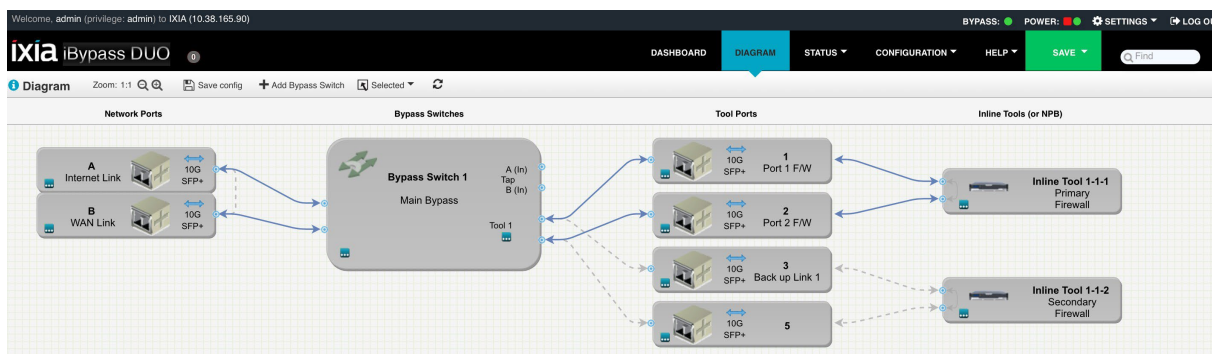 Welcome, admin (privilege: admin) to IXIA (10.38.165.90)
BYPASS: POWER: SETTINGS LOG OU
ixia iBypass DUO 0
DASHBOARD DIAGRAM STATUS CONFIGURATION HELP SAVE Find
Diagram Zoom: 1:1 Save config Add Bypass Switch Selected
Network Ports
Bypass Switches
Tool Ports
Inline Tools (or NPB)
A
Internet Link
10G
SFP+
B
WAN Link
10G
SFP+
Bypass Switch 1
Main Bypass
A (In)
Tap
B (In)
Tool 1
10G
SFP+
1
Port 1 F/W
10G
SFP+
2
Port 2 F/W
10G
SFP+
3
Back up Link 1
10G
SFP+
5
Inline Tool 1-1-1
Primary
Firewall
Inline Tool 1-1-2
Secondary
Firewall